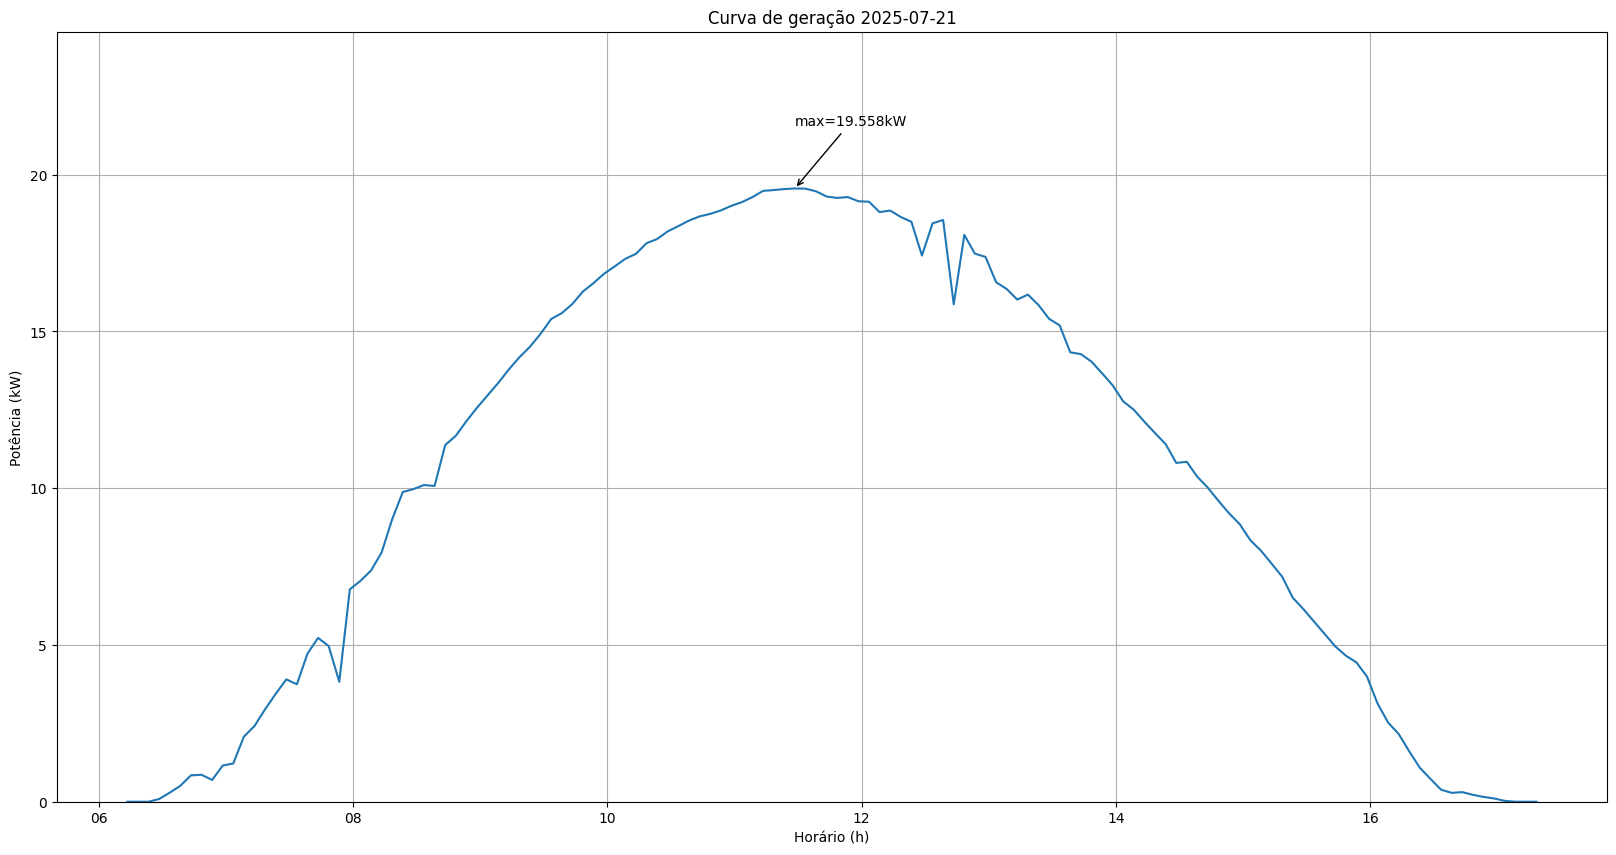 Curva de geração 2025-07-21
max=19.558kW
20
15
10
5
0
Potência (kW)
06 08 10 12 14 16
Horário (h)